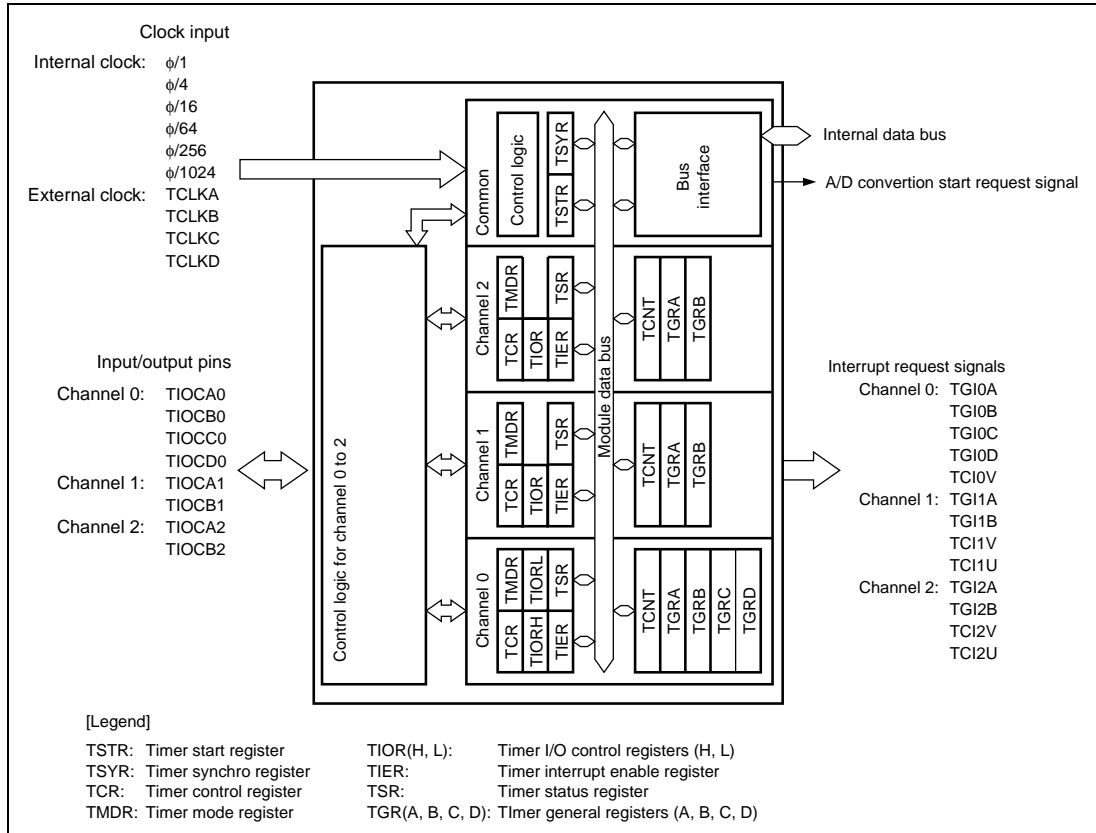 Clock input
Internal clock: ϕ/1
ϕ/4
ϕ/16
ϕ/64
ϕ/256
ϕ/1024
External clock: TCLKA
TCLKB
TCLKC
TCLKD
Input/output pins
Channel 0: TIOCA0
TIOCB0
TIOCC0
TIOCD0
Channel 1: TIOCA1
TIOCB1
Channel 2: TIOCA2
TIOCB2
Control logic for channel 0 to 2
Common
Control logic
TSTR TSYR
Bus
interface
Module data bus
Channel 2
TMDR TSR
TCR TIOR TIER
TCNT
TGRA
TGRB
Channel 1
TMDR TSR
TCR TIOR TIER
TCNT
TGRA
TGRB
Channel 0
TMDR TIORL TSR
TCR TIORH TIER
TCNT
TGRA
TGRB
TGRC
TGRD
Internal data bus
A/D convertion start request signal
Interrupt request signals
Channel 0: TGI0A
TGI0B
TGI0C
TGI0D
TCI0V
Channel 1: TGI1A
TGI1B
TCI1V
TCI1U
Channel 2: TGI2A
TGI2B
TCI2V
TCI2U
[Legend]
TSTR: Timer start register
TSYR: Timer synchro register
TCR: Timer control register
TMDR: Timer mode register
TIOR(H, L): Timer I/O control registers (H, L)
TIER: Timer interrupt enable register
TSR: Timer status register
TGR(A, B, C, D): TImer general registers (A, B, C, D)